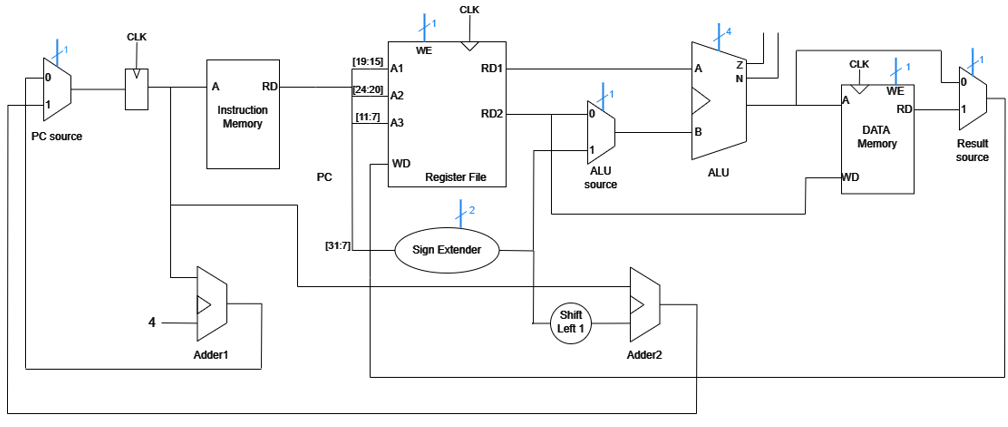 CLK
1
0
1
PC source
CLK
A
RD
Instruction
Memory
PC
[19:15]
[24:20]
[11:7]
[31:7]
1
WE
CLK
A1
A2
A3
WD
RD1
RD2
Register File
2
Sign Extender
1
0
1
ALU
source
4
A
B
Z
N
ALU
CLK
1
WE
A
RD
DATA
Memory
WD
1
0
1
Result
source
4
Adder1
Shift
Left 1
Adder2